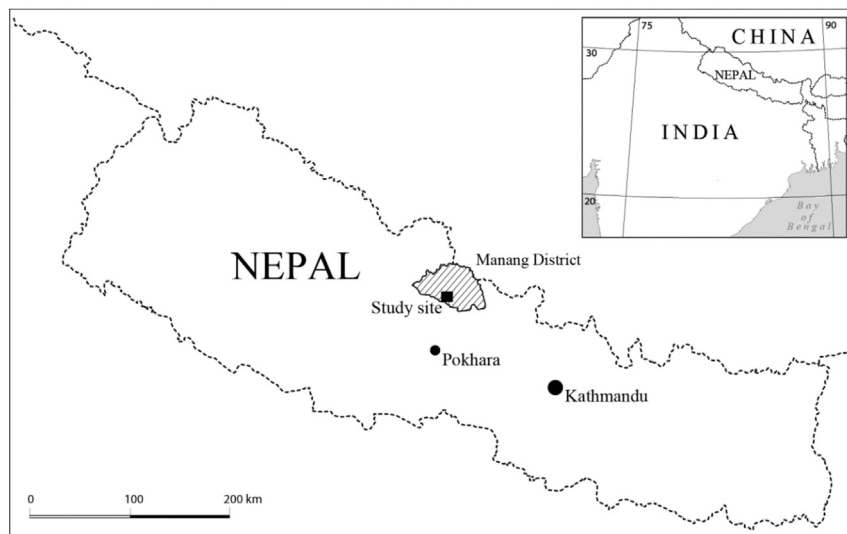 75
90
30
CHINA
NEPAL
INDIA
20
Bay
of
Bengal
NEPAL
Manang District
Study site
Pokhara
Kathmandu
0
100
200 km